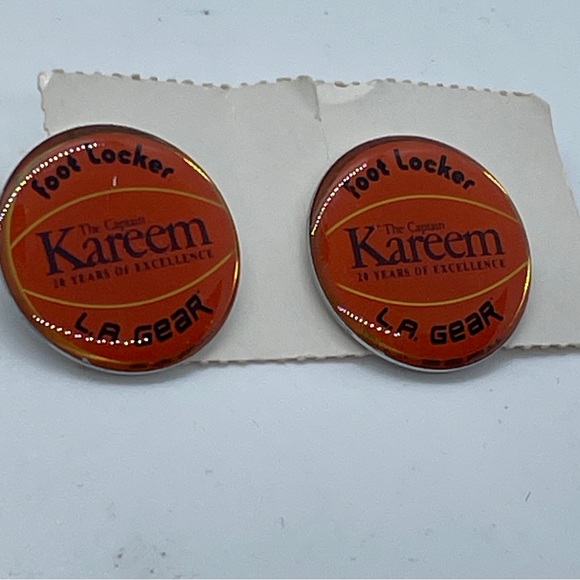 Foot Locker
The Captain
Kareem
20 YEARS OF EXCELLENCE
L.A. GEAR
Foot Locker
The Captain
Kareem
20 YEARS OF EXCELLENCE
L.A. GEAR